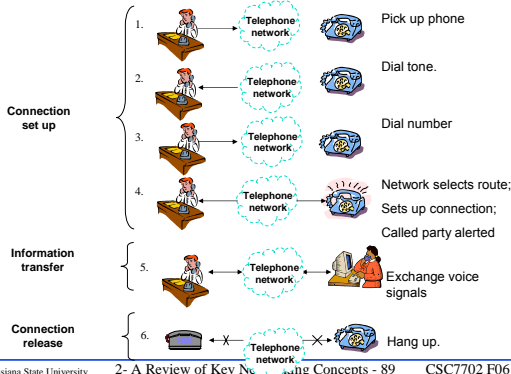 1.
Telephone
network
Pick up phone
2.
Telephone
network
Dial tone.
Connection
set up
3.
Telephone
network
Dial number
4.
Telephone
network
Network selects route;
Sets up connection;
Called party alerted
Information
transfer
5.
Telephone
network
Exchange voice
signals
Connection
release
6.
Telephone
network
Hang up.
State University 2- A Review of Key Concepts - 89 CSC7702 F06